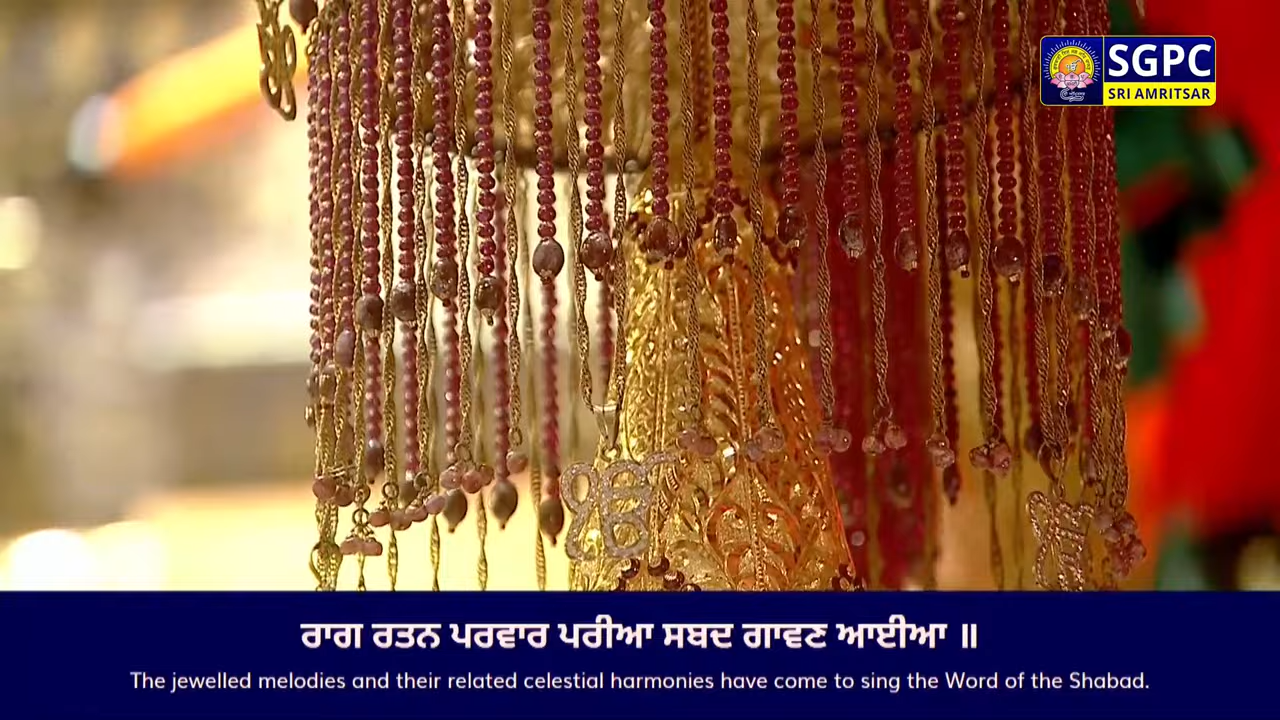 SGPC
SRI AMRITSAR
ਰਾਗ ਰਤਨ ਪਰਵਾਰ ਪਰੀਆ ਸਬਦ ਗਾਵਣ ਆਈਆ ॥
The jewelled melodies and their related celestial harmonies have come to sing the Word of the Shabad.